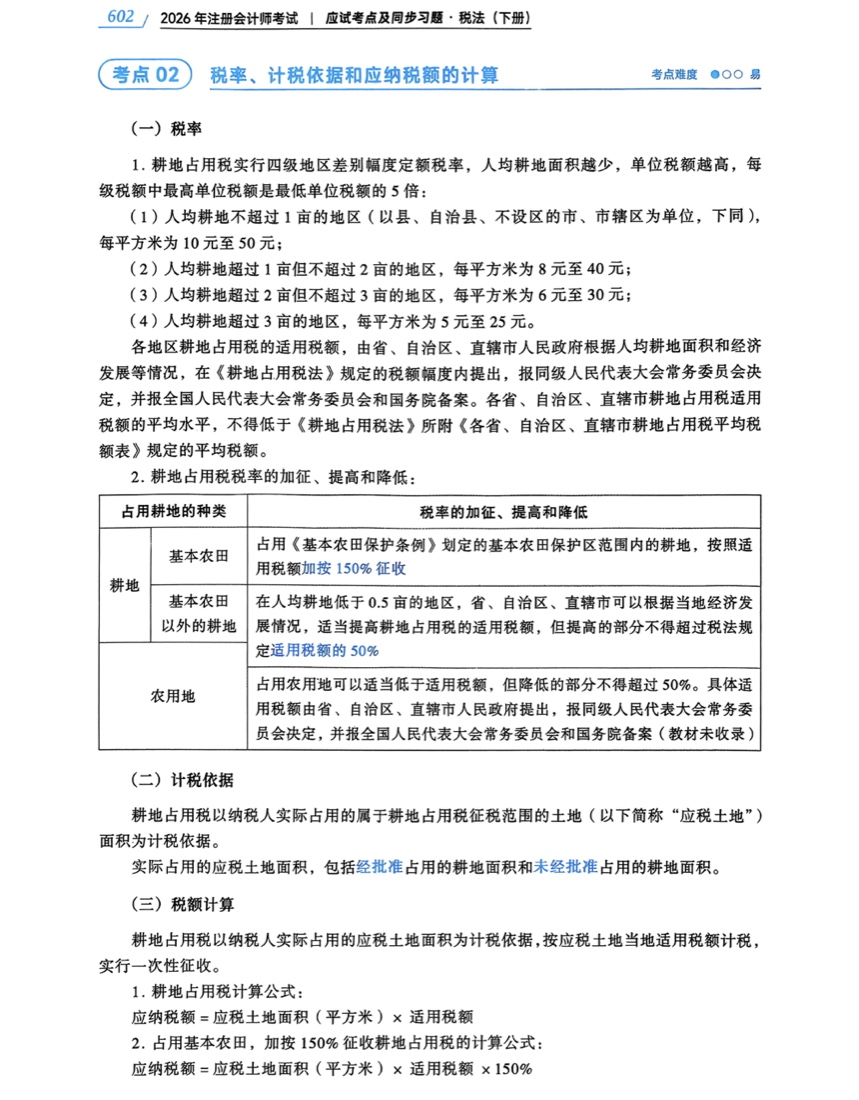 602 2026年注册会计师考试 | 应试考点及同步习题·税法（下册）
考点 02 税率、计税依据和应纳税额的计算 考点难度 易
（一）税率
1. 耕地占用税实行四级地区差别幅度定额税率，人均耕地面积越少，单位税额越高，每
级税额中最高单位税额是最低单位税额的 5 倍：
（1）人均耕地不超过 1 亩的地区（以县、自治县、不设区的市、市辖区为单位，下同），
每平方米为 10 元至 50 元；
（2）人均耕地超过 1 亩但不超过 2 亩的地区，每平方米为 8 元至 40 元；
（3）人均耕地超过 2 亩但不超过 3 亩的地区，每平方米为 6 元至 30 元；
（4）人均耕地超过 3 亩的地区，每平方米为 5 元至 25 元。
各地区耕地占用税的适用税额，由省、自治区、直辖市人民政府根据人均耕地面积和经济
发展等情况，在《耕地占用税法》规定的税额幅度内提出，报同级人民代表大会常务委员会决
定，并报全国人民代表大会常务委员会和国务院备案。各省、自治区、直辖市耕地占用税适用
税额的平均水平，不得低于《耕地占用税法》所附《各省、自治区、直辖市耕地占用税平均税
额表》规定的平均税额。
2. 耕地占用税税率的加征、提高和降低：
占用耕地的种类 税率的加征、提高和降低
耕地
基本农田
占用《基本农田保护条例》划定的基本农田保护区范围内的耕地，按照适
用税额加按 150% 征收
基本农田
以外的耕地
在人均耕地低于 0.5 亩的地区，省、自治区、直辖市可以根据当地经济发
展情况，适当提高耕地占用税的适用税额，但提高的部分不得超过税法规
定适用税额的 50%
农用地
占用农用地可以适当低于适用税额，但降低的部分不得超过 50%。具体适
用税额由省、自治区、直辖市人民政府提出，报同级人民代表大会常务委
员会决定，并报全国人民代表大会常务委员会和国务院备案（教材未收录）
（二）计税依据
耕地占用税以纳税人实际占用的属于耕地占用税征税范围的土地（以下简称“应税土地”）
面积为计税依据。
实际占用的应税土地面积，包括经批准占用的耕地面积和未经批准占用的耕地面积。
（三）税额计算
耕地占用税以纳税人实际占用的应税土地面积为计税依据，按应税土地当地适用税额计税，
实行一次性征收。
1. 耕地占用税计算公式：
应纳税额 = 应税土地面积（平方米）× 适用税额
2. 占用基本农田，加按 150% 征收耕地占用税的计算公式：
应纳税额 = 应税土地面积（平方米）× 适用税额 ×150%